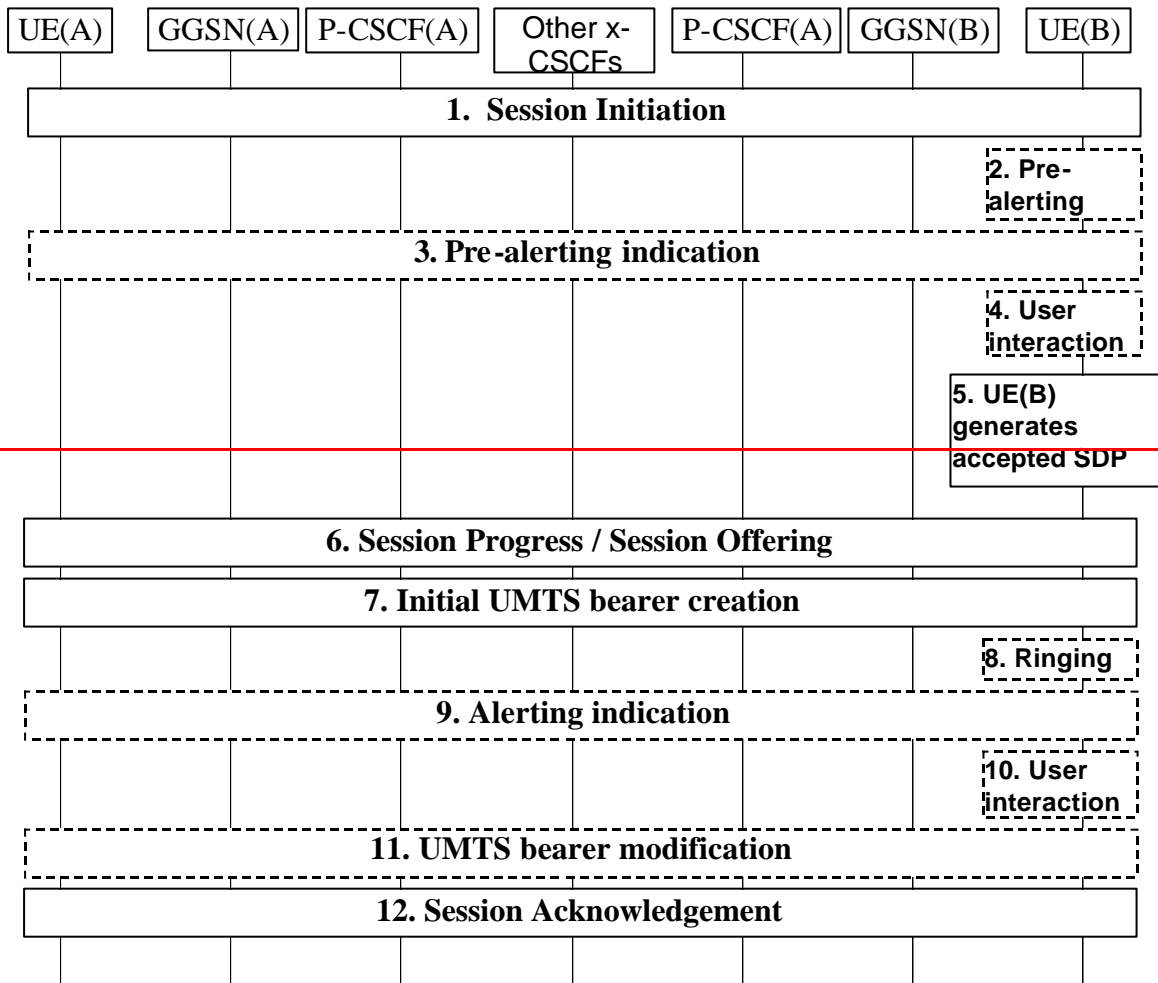 UE(A) GGSN(A) P-CSCF(A) Other x- P-CSCF(A) GGSN(B) UE(B)
CSCFs
1. Session Initiation
2. Pre-
alerting
3. Pre-alerting indication
4. User
interaction
5. UE(B)
generates
accepted SDP
6. Session Progress / Session Offering
7. Initial UMTS bearer creation
8. Ringing
9. Alerting indication
10. User
interaction
11. UMTS bearer modification
12. Session Acknowledgement